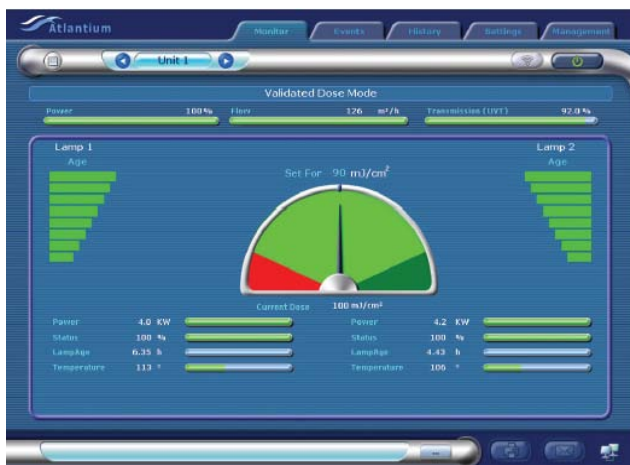 Atlantium
Monitor Events History Settings Management
Unit 1
Validated Dose Mode
Power 100 % Flow 126 m³/h Transmission (UVT) 92.0 %
Lamp 1
Age
Lamp 2
Age
Set For 90 mJ/cm²
Current Dose 100 mJ/cm²
Power 4.0 KW
Status 100 %
LampAge 6.35 h
Temperature 113 °
Power 4.2 KW
Status 100 %
LampAge 4.43 h
Temperature 106 °
...